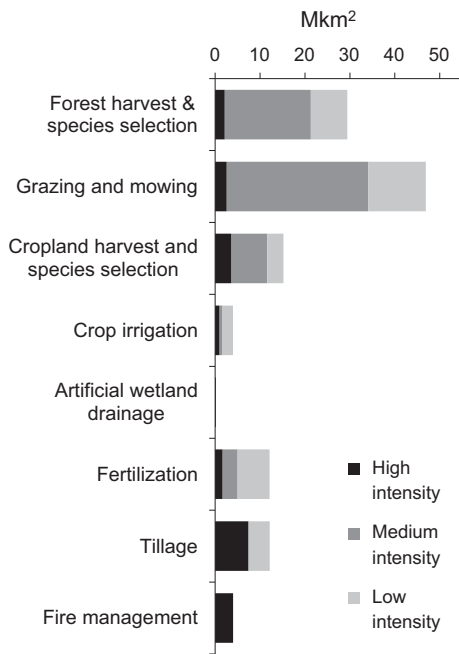 Mkm²
0 10 20 30 40 50
Forest harvest &
species selection
Grazing and mowing
Cropland harvest and
species selection
Crop irrigation
Artificial wetland
drainage
Fertilization
Tillage
Fire management
High
intensity
Medium
intensity
Low
intensity